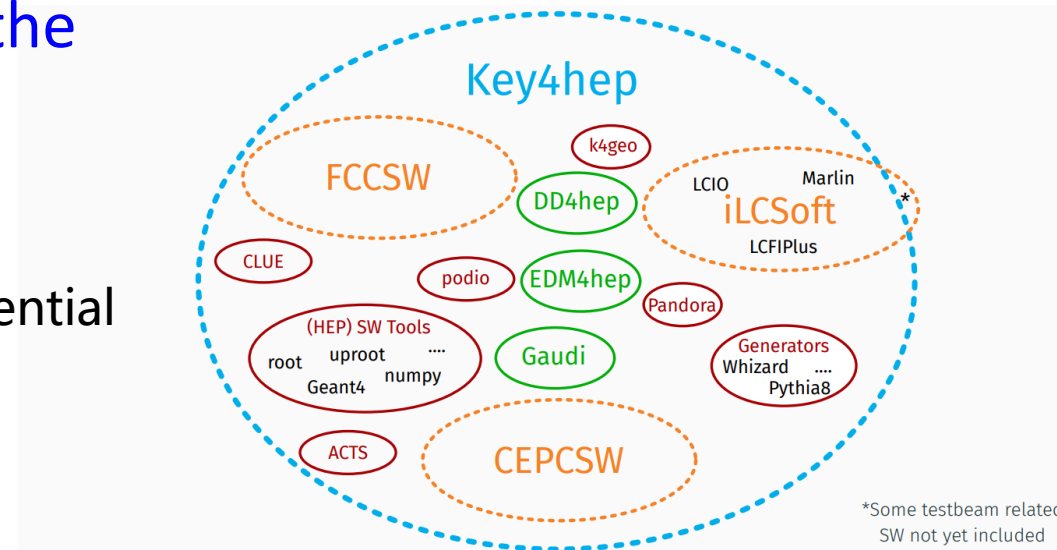 the
ential
Key4hep
k4geo
FCCSW
DD4hep
LCIO
Marlin
iLCSoft
*
LCFIPlus
CLUE
podio
EDM4hep
Pandora
(HEP) SW Tools
root
uproot
....
Geant4
numpy
Gaudi
Generators
Whizard
....
Pythia8
ACTS
CEPCSW
*Some testbeam related
SW not yet included